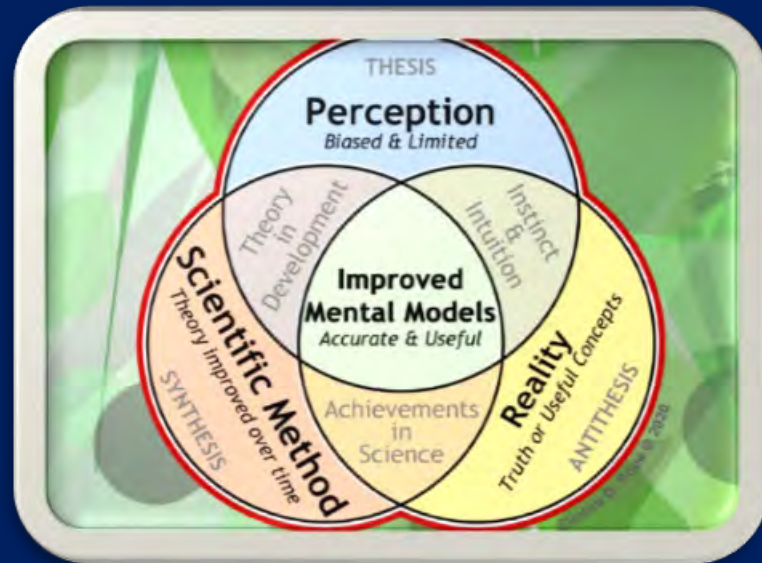 THESIS
Perception
Biased & Limited
Theory
in
Development
Instinct
&
Intuition
Improved
Mental Models
Accurate & Useful
Scientific Method
Theory improved over time
SYNTHESIS
Reality
Truth or Useful Concepts
ANTITHESIS
Achievements
in
Science
2020